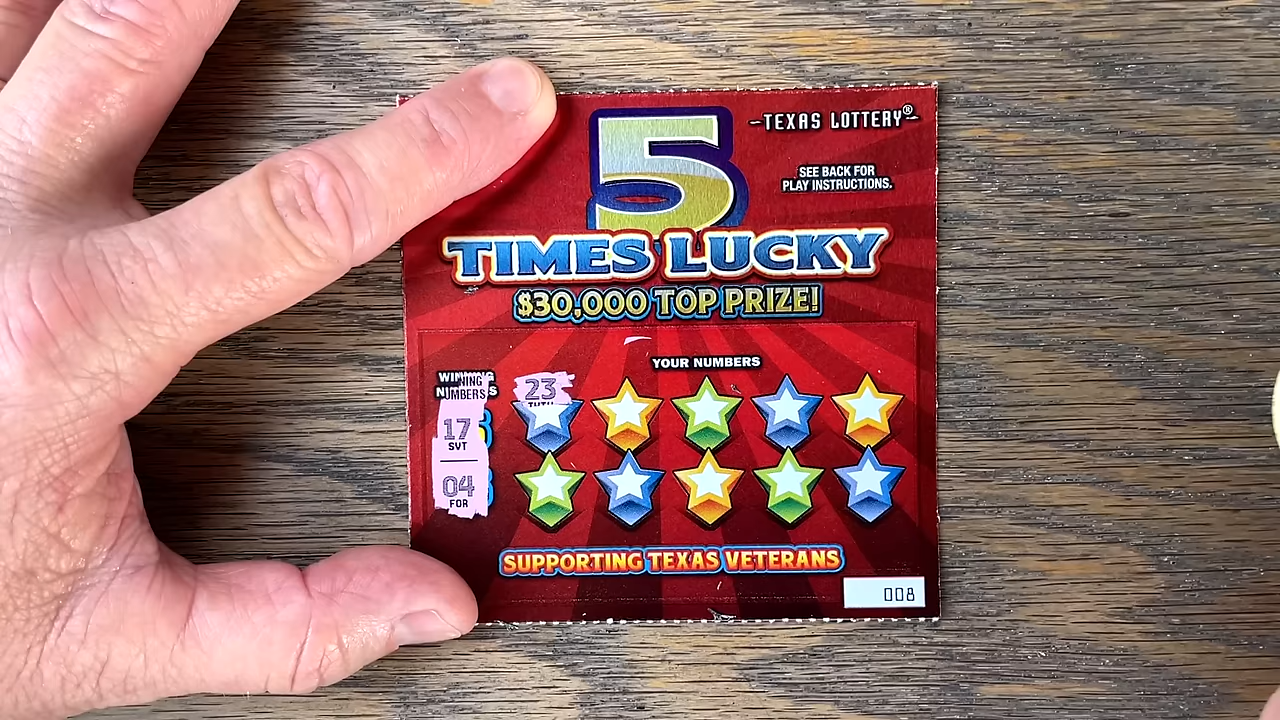 5
TEXAS LOTTERY®
SEE BACK FOR
PLAY INSTRUCTIONS.
TIMES LUCKY
$30,000 TOP PRIZE!
YOUR NUMBERS
NUMBERS
17
SVT
04
FOR
23
SUPPORTING TEXAS VETERANS
008